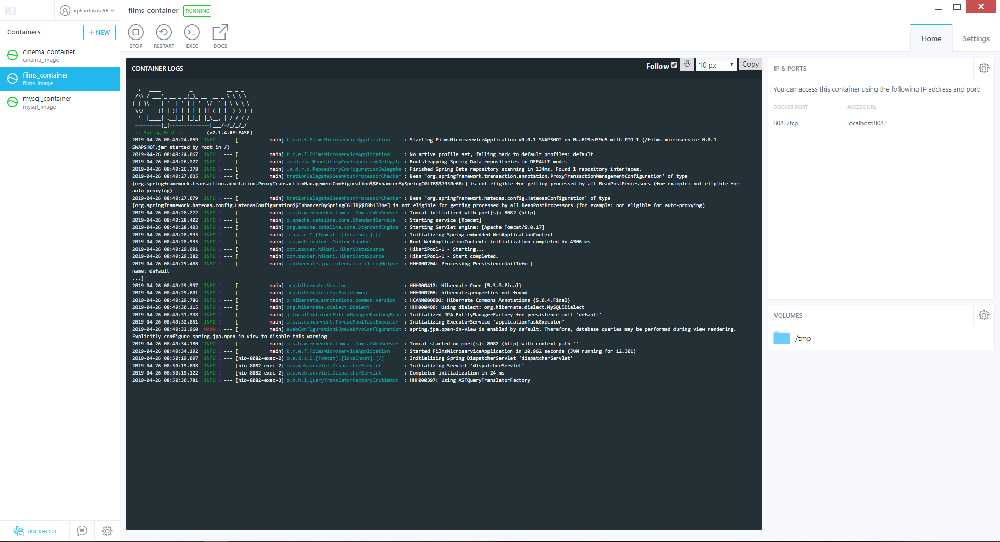 xphantasma96
films_container RUNNING
Containers
+ NEW
STOP RESTART EXEC DOCS
Home Settings
cinema_container
cinema_image
films_container
films_image
mysql_container
mysql_image
CONTAINER LOGS
Follow 10 px Copy
  .   ____          _            __ _ _
 /\\ / ___'_ __ _ _(_)_ __  __ _ \ \ \ \
( ( )\___ | '_ | '_| | '_ \/ _` | \ \ \ \
 \\/  ___)| |_)| | | | | || (_| |  ) ) ) )
  '  |____| .__|_| |_|_| |_\__, | / / / /
 =========|_|==============|___/=/_/_/_/
 :: Spring Boot ::        (v2.1.4.RELEASE)
2019-04-26 08:49:24.059  INFO 1 --- [           main] t.r.e.f.FilmsMicroserviceApplication     : Starting FilmsMicroserviceApplication v0.0.1-SNAPSHOT on 0ca619ed59d5 with PID 1 (/films-microservice-0.0.1-
SNAPSHOT.jar started by root in /)
2019-04-26 08:49:24.067  INFO 1 --- [           main] t.r.e.f.FilmsMicroserviceApplication     : No active profile set, falling back to default profiles: default
2019-04-26 08:49:26.227  INFO 1 --- [           main] .s.d.r.c.RepositoryConfigurationDelegate : Bootstrapping Spring Data repositories in DEFAULT mode.
2019-04-26 08:49:26.378  INFO 1 --- [           main] .s.d.r.c.RepositoryConfigurationDelegate : Finished Spring Data repository scanning in 134ms. Found 1 repository interfaces.
2019-04-26 08:49:27.035  INFO 1 --- [           main] trationDelegate$BeanPostProcessorChecker : Bean 'org.springframework.transaction.annotation.ProxyTransactionManagementConfiguration' of type
[org.springframework.transaction.annotation.ProxyTransactionManagementConfiguration$$EnhancerBySpringCGLIB$$7930e68c] is not eligible for getting processed by all BeanPostProcessors (for example: not eligible for
auto-proxying)
2019-04-26 08:49:27.079  INFO 1 --- [           main] trationDelegate$BeanPostProcessorChecker : Bean 'org.springframework.hateoas.config.HateoasConfiguration' of type
[org.springframework.hateoas.config.HateoasConfiguration$$EnhancerBySpringCGLIB$$f8b133be] is not eligible for getting processed by all BeanPostProcessors (for example: not eligible for auto-proxying)
2019-04-26 08:49:28.272  INFO 1 --- [           main] o.s.b.w.embedded.tomcat.TomcatWebServer  : Tomcat initialized with port(s): 8082 (http)
2019-04-26 08:49:28.402  INFO 1 --- [           main] o.apache.catalina.core.StandardService   : Starting service [Tomcat]
2019-04-26 08:49:28.403  INFO 1 --- [           main] org.apache.catalina.core.StandardEngine  : Starting Servlet engine: [Apache Tomcat/9.0.17]
2019-04-26 08:49:28.535  INFO 1 --- [           main] o.a.c.c.C.[Tomcat].[localhost].[/]       : Initializing Spring embedded WebApplicationContext
2019-04-26 08:49:28.535  INFO 1 --- [           main] o.s.web.context.ContextLoader            : Root WebApplicationContext: initialization completed in 4306 ms
2019-04-26 08:49:29.091  INFO 1 --- [           main] com.zaxxer.hikari.HikariDataSource       : HikariPool-1 - Starting...
2019-04-26 08:49:29.382  INFO 1 --- [           main] com.zaxxer.hikari.HikariDataSource       : HikariPool-1 - Start completed.
2019-04-26 08:49:29.488  INFO 1 --- [           main] o.hibernate.jpa.internal.util.LogHelper  : HHH000204: Processing PersistenceUnitInfo [
name: default
...]
2019-04-26 08:49:29.597  INFO 1 --- [           main] org.hibernate.Version                    : HHH000412: Hibernate Core {5.3.9.Final}
2019-04-26 08:49:29.601  INFO 1 --- [           main] org.hibernate.cfg.Environment            : HHH000206: hibernate.properties not found
2019-04-26 08:49:29.786  INFO 1 --- [           main] o.hibernate.annotations.common.Version   : HCANN000001: Hibernate Commons Annotations {5.0.4.Final}
2019-04-26 08:49:30.115  INFO 1 --- [           main] org.hibernate.dialect.Dialect            : HHH000400: Using dialect: org.hibernate.dialect.MySQL5Dialect
2019-04-26 08:49:31.338  INFO 1 --- [           main] j.LocalContainerEntityManagerFactoryBean : Initialized JPA EntityManagerFactory for persistence unit 'default'
2019-04-26 08:49:32.851  INFO 1 --- [           main] o.s.s.concurrent.ThreadPoolTaskExecutor  : Initializing ExecutorService 'applicationTaskExecutor'
2019-04-26 08:49:32.960  WARN 1 --- [           main] aWebConfiguration$JpaWebMvcConfiguration : spring.jpa.open-in-view is enabled by default. Therefore, database queries may be performed during view rendering.
Explicitly configure spring.jpa.open-in-view to disable this warning
2019-04-26 08:49:34.180  INFO 1 --- [           main] o.s.b.w.embedded.tomcat.TomcatWebServer  : Tomcat started on port(s): 8082 (http) with context path ''
2019-04-26 08:49:34.192  INFO 1 --- [           main] t.r.e.f.FilmsMicroserviceApplication     : Started FilmsMicroserviceApplication in 10.962 seconds (JVM running for 12.301)
2019-04-26 08:50:19.097  INFO 1 --- [nio-8082-exec-2] o.a.c.c.C.[Tomcat].[localhost].[/]       : Initializing Spring DispatcherServlet 'dispatcherServlet'
2019-04-26 08:50:19.098  INFO 1 --- [nio-8082-exec-2] o.s.web.servlet.DispatcherServlet        : Initializing Servlet 'dispatcherServlet'
2019-04-26 08:50:19.122  INFO 1 --- [nio-8082-exec-2] o.s.web.servlet.DispatcherServlet        : Completed initialization in 24 ms
2019-04-26 08:50:30.781  INFO 1 --- [nio-8082-exec-3] o.h.h.i.QueryTranslatorFactoryInitiator  : HHH000397: Using ASTQueryTranslatorFactory
IP & PORTS
You can access this container using the following IP address and port:
DOCKER PORT ACCESS URL
8082/tcp localhost:8082
VOLUMES
/tmp
DOCKER CLI